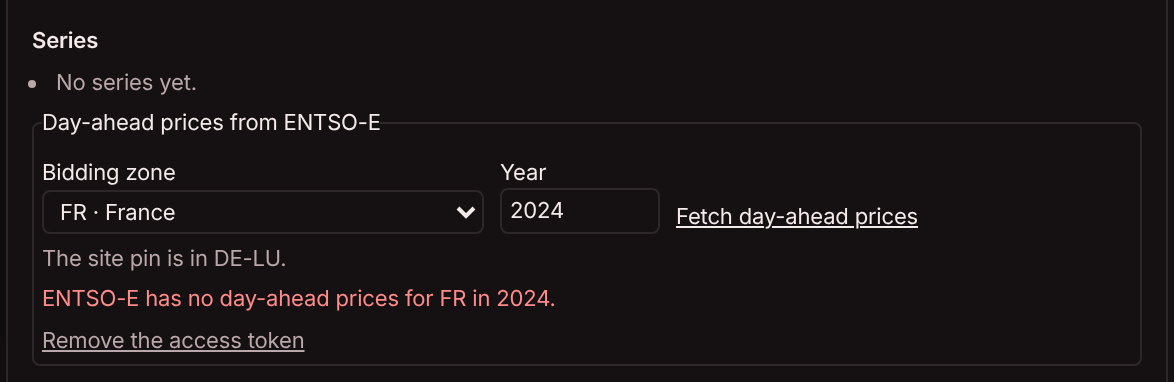 Series
No series yet.
Day-ahead prices from ENTSO-E
Bidding zone
Year
FR · France
2024
Fetch day-ahead prices
The site pin is in DE-LU.
ENTSO-E has no day-ahead prices for FR in 2024.
Remove the access token